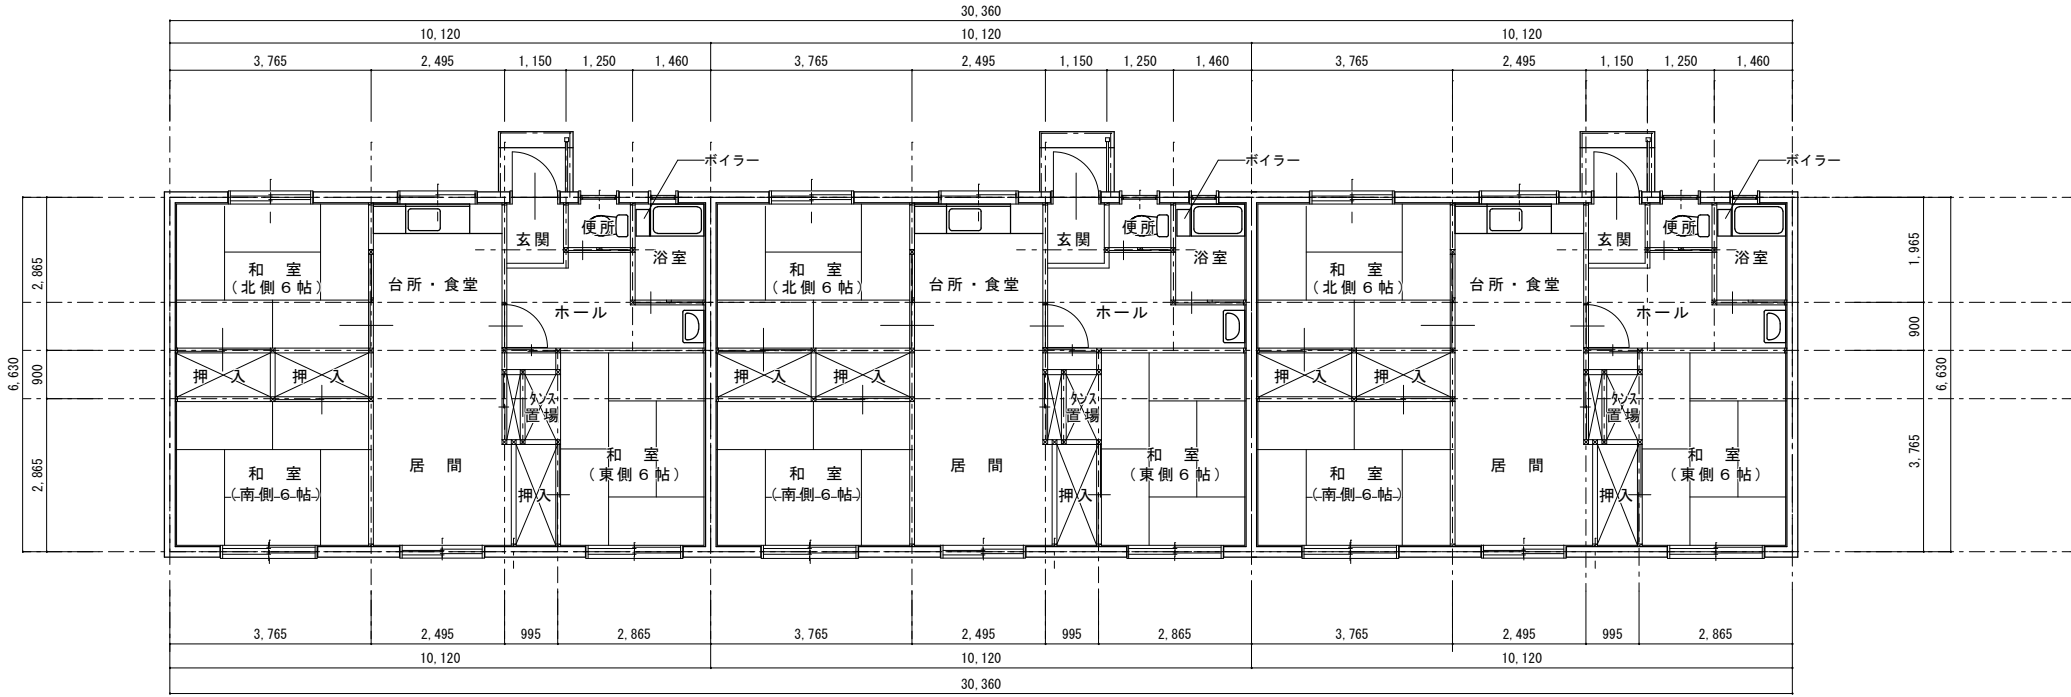 30,360
10,120 10,120 10,120
3,765 2,495 1,150 1,250 1,460 3,765 2,495 1,150 1,250 1,460 3,765 2,495 1,150 1,250 1,460
ボイラー ボイラー ボイラー
便所 便所 便所
玄関 玄関 玄関
浴室 浴室 浴室
和 室 和 室 和 室
(北側6帖) 台所・食堂 (北側6帖) 台所・食堂 (北側6帖) 台所・食堂
ホール ホール ホール
押 入 押 入 押 入 押 入 押 入 押 入
タンス タンス タンス
置場 置場 置場
和 室 和 室 和 室
和 室 居 間 (東側6帖) 和 室 居 間 (東側6帖) 和 室 居 間 (東側6帖)
(南側6帖) 押入 (南側6帖) 押入 (南側6帖) 押入
6,630
2,865
900
2,865
1,965
900
3,765
6,630
3,765 2,495 995 2,865 3,765 2,495 995 2,865 3,765 2,495 995 2,865
10,120 10,120 10,120
30,360